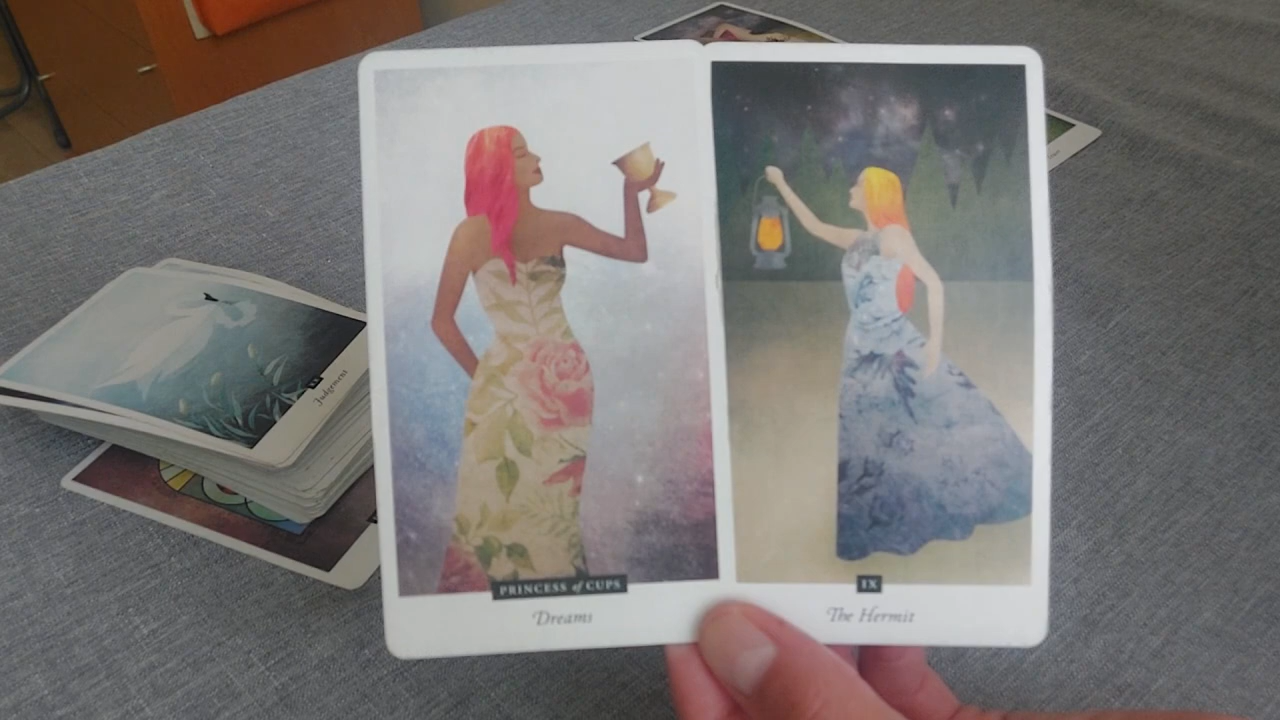 PRINCESS of CUPS
Dreams
IX
The Hermit
Judgement